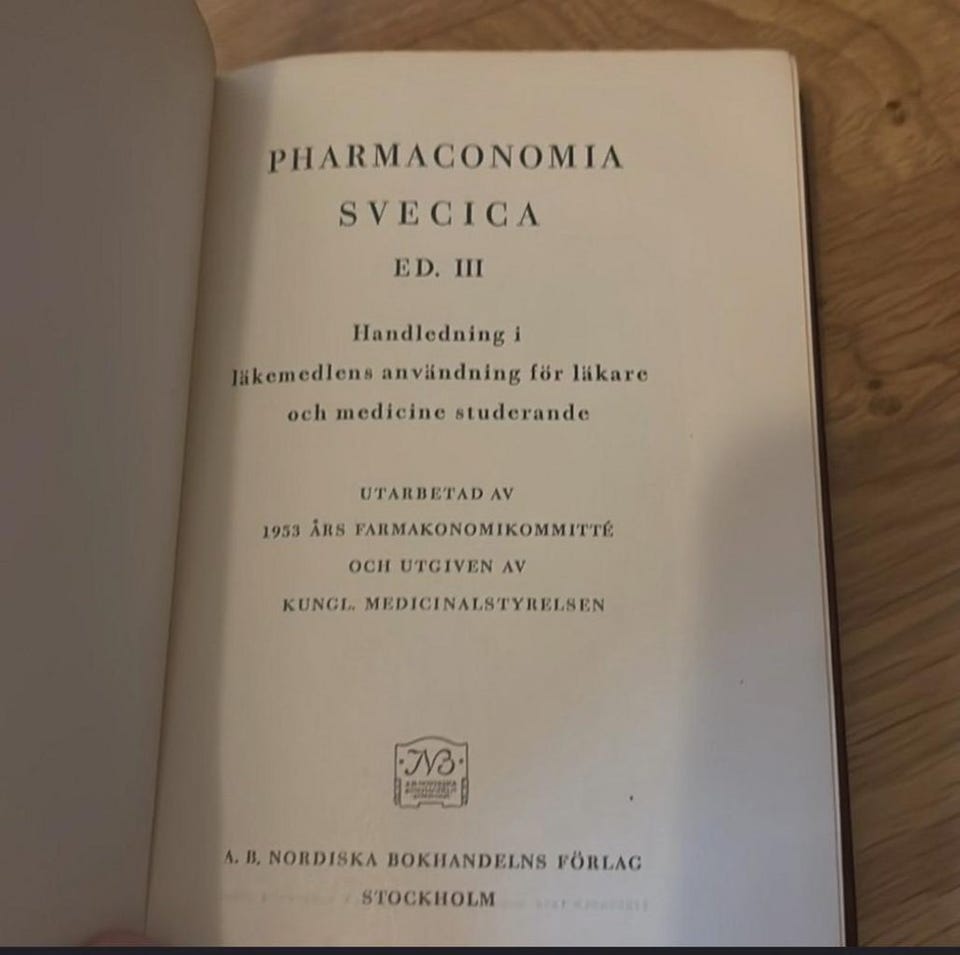 PHARMACONOMIA
SVECICA
ED. III
Handledning i
läkemedlens användning för läkare
och medicine studerande
UTARBETAD AV
1953 ÅRS FARMAKONOMIKOMMITTÉ
OCH UTGIVEN AV
KUNGL. MEDICINALSTYRELSEN
NB
A. B. NORDISKA BOKHANDELNS FÖRLAG
STOCKHOLM